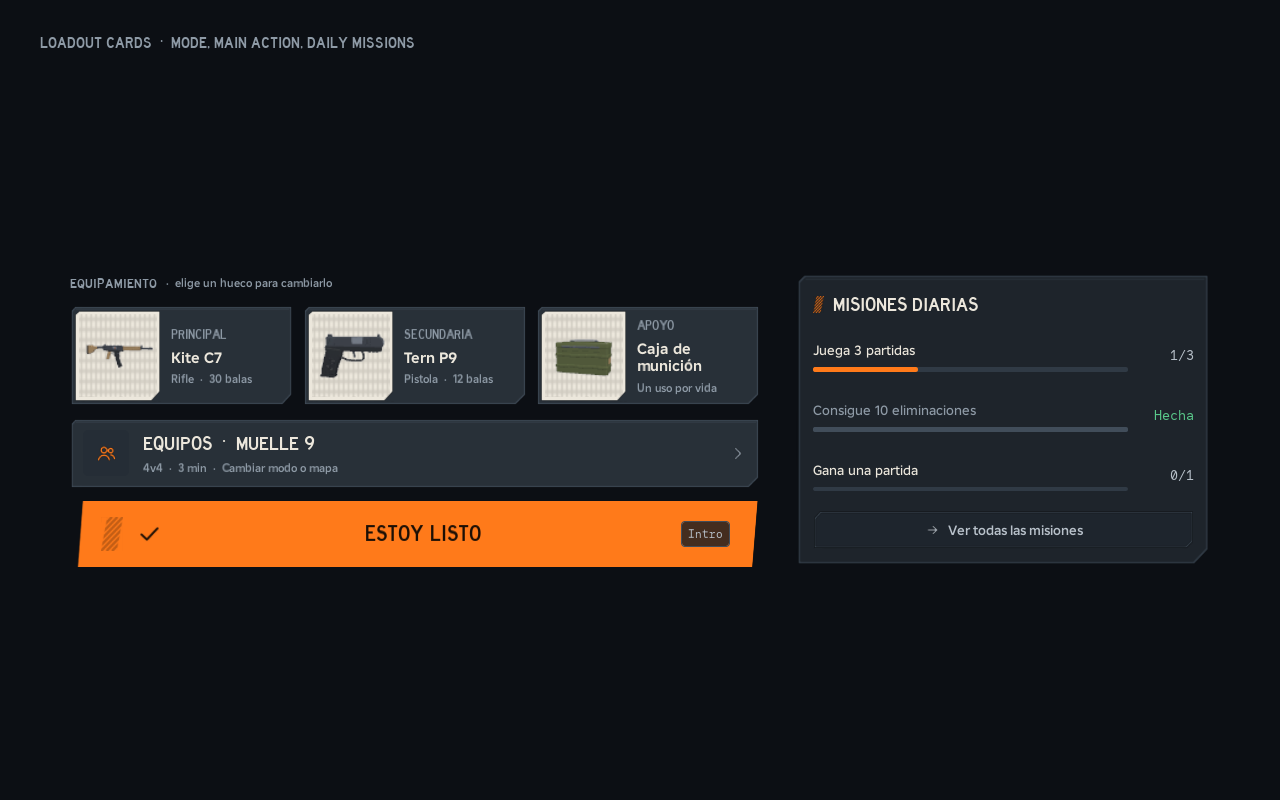 LOADOUT CARDS · MODE, MAIN ACTION, DAILY MISSIONS
EQUIPAMIENTO · elige un hueco para cambiarlo
PRINCIPAL
Kite C7
Rifle · 30 balas
SECUNDARIA
Tern P9
Pistola · 12 balas
APOYO
Caja de
munición
Un uso por vida
EQUIPOS · MUELLE 9
4v4 · 3 min · Cambiar modo o mapa
ESTOY LISTO
Intro
MISIONES DIARIAS
Juega 3 partidas
1/3
Consigue 10 eliminaciones
Hecha
Gana una partida
0/1
Ver todas las misiones